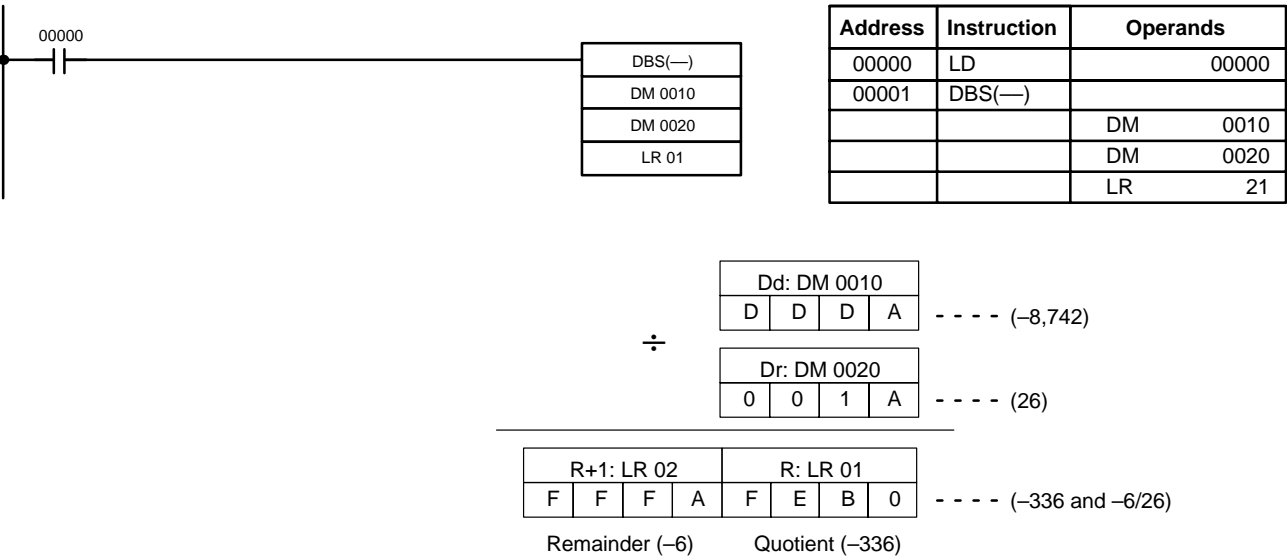 00000
DBS(—)
DM 0010
DM 0020
LR 01
Address Instruction Operands
00000 LD 00000
00001 DBS(—)
DM 0010
DM 0020
LR 21
Dd: DM 0010
D D D A - - - - (–8,742)
÷
Dr: DM 0020
0 0 1 A - - - - (26)
R+1: LR 02 R: LR 01
F F F A F E B 0 - - - - (–336 and –6/26)
Remainder (–6) Quotient (–336)